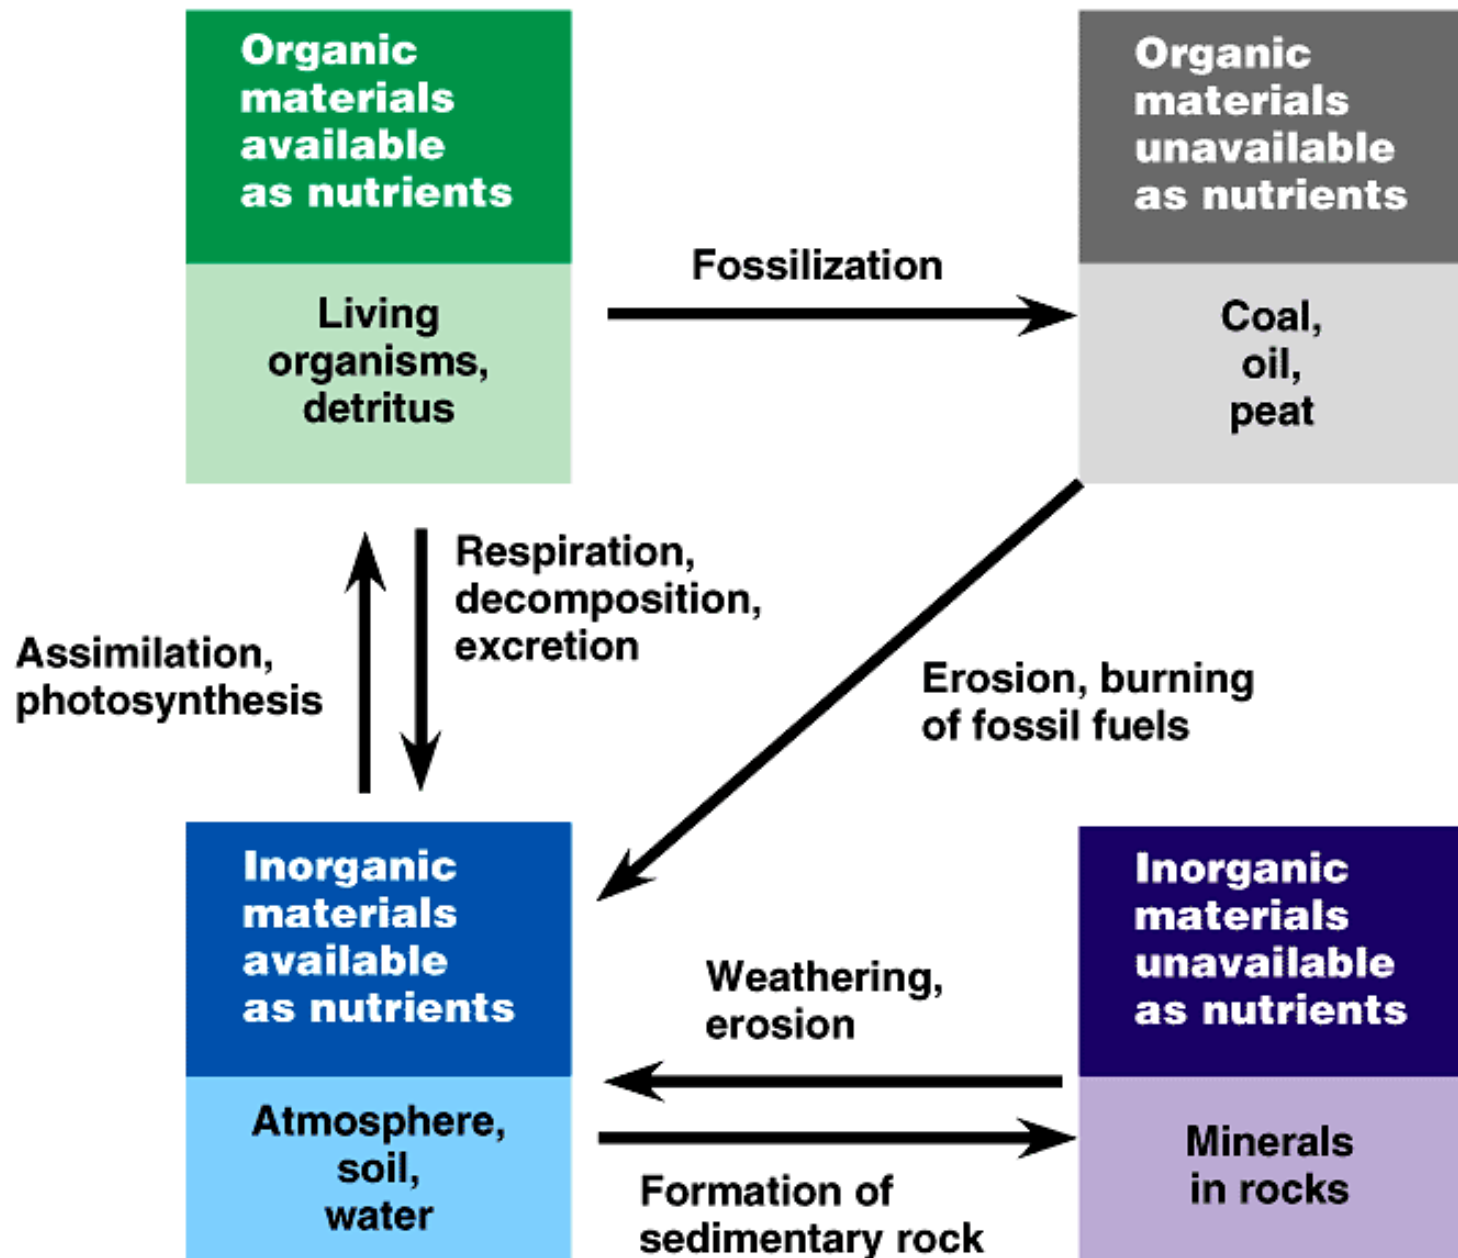 Organic
materials
available
as nutrients
Living
organisms,
detritus
Fossilization
Organic
materials
unavailable
as nutrients
Coal,
oil,
peat
Assimilation,
photosynthesis
Respiration,
decomposition,
excretion
Erosion, burning
of fossil fuels
Inorganic
materials
available
as nutrients
Atmosphere,
soil,
water
Weathering,
erosion
Formation of
sedimentary rock
Inorganic
materials
unavailable
as nutrients
Minerals
in rocks